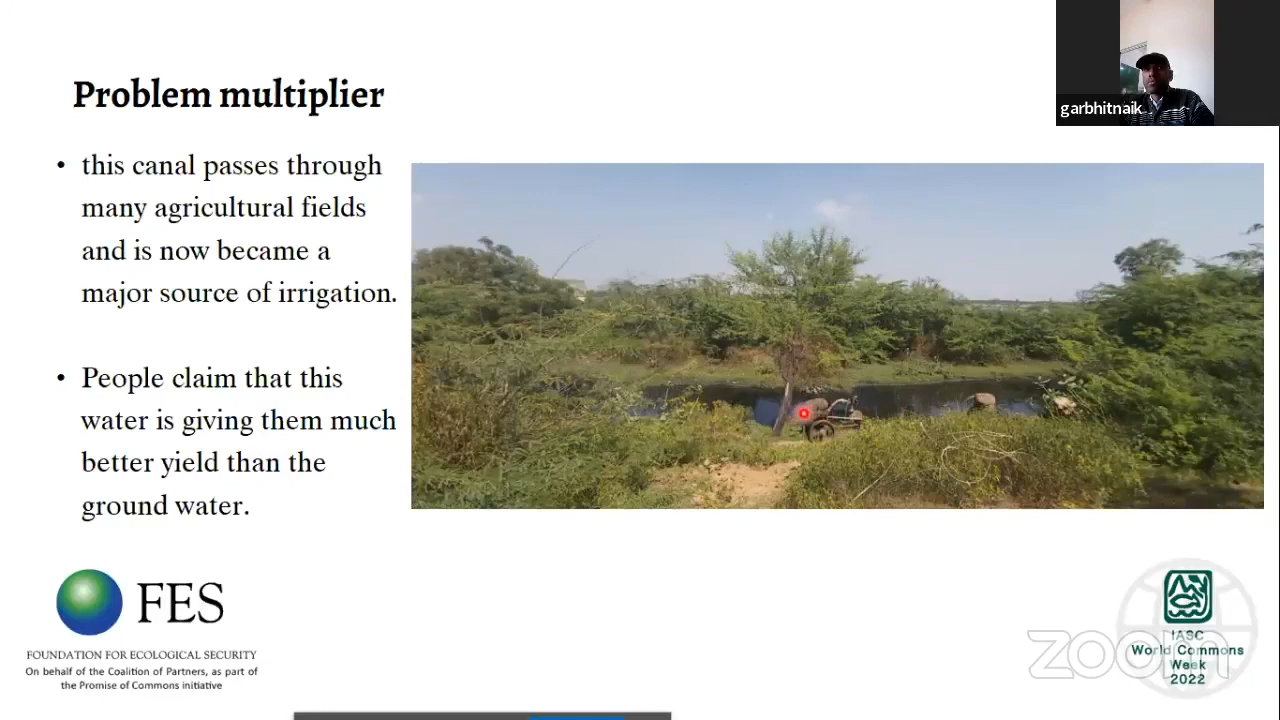 Problem multiplier
garbhitnaik
• this canal passes through
many agricultural fields
and is now became a
major source of irrigation.
• People claim that this
water is giving them much
better yield than the
ground water.
FES
FOUNDATION FOR ECOLOGICAL SECURITY
On behalf of the Coalition of Partners, as part of
the Promise of Commons initiative
zoom
IASC
World Commons
Week
2022